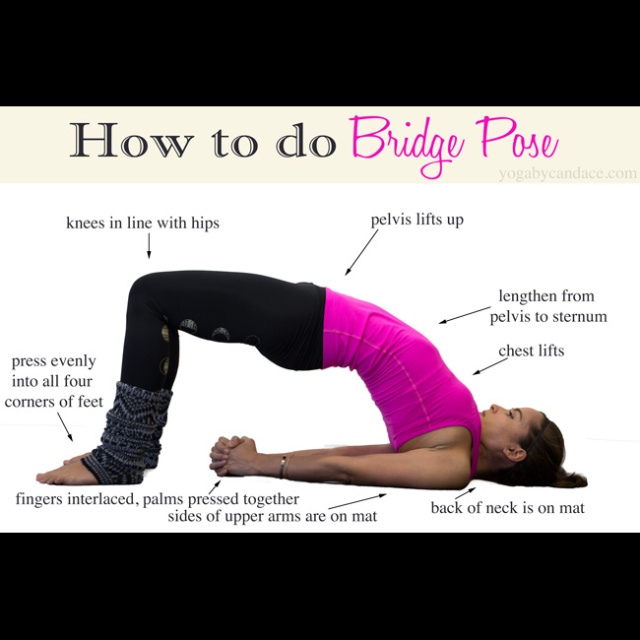 How to do Bridge Pose
yogabycandace.com
knees in line with hips
pelvis lifts up
lengthen from
pelvis to sternum
chest lifts
press evenly
into all four
corners of feet
fingers interlaced, palms pressed together
sides of upper arms are on mat
back of neck is on mat